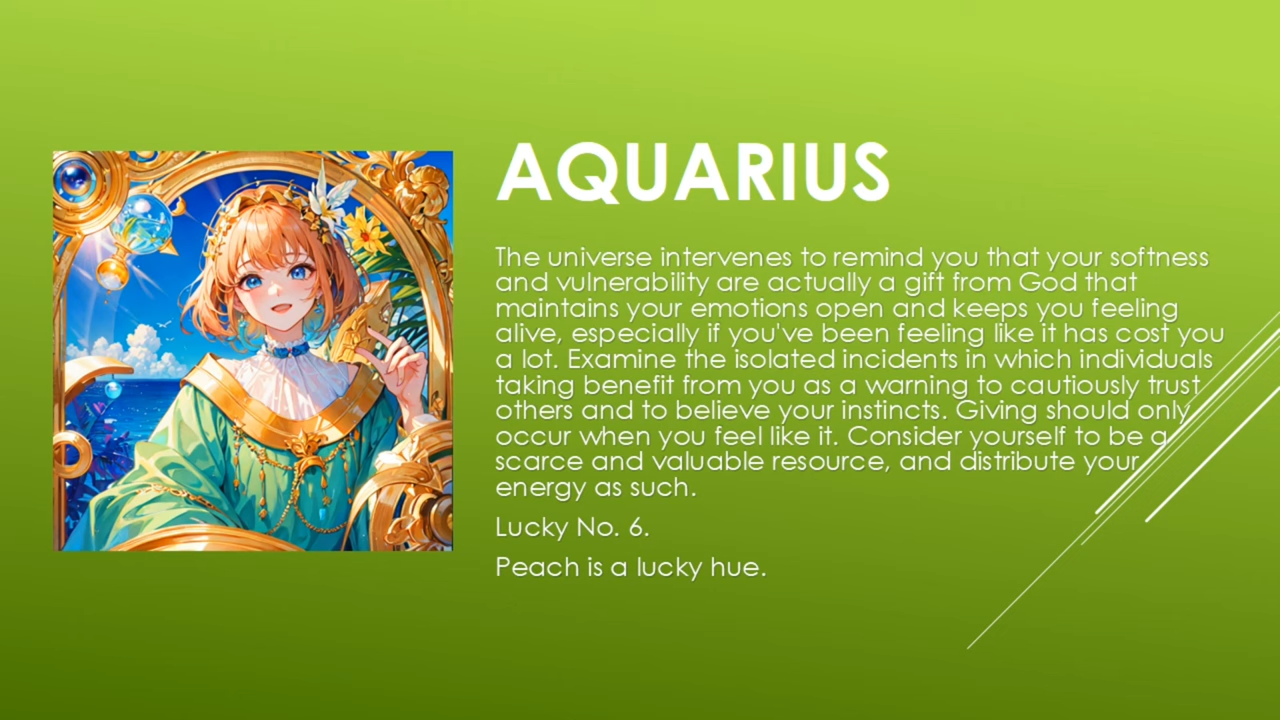 AQUARIUS
The universe intervenes to remind you that your softness
and vulnerability are actually a gift from God that
maintains your emotions open and keeps you feeling
alive, especially if you've been feeling like it has cost you
a lot. Examine the isolated incidents in which individuals
taking benefit from you as a warning to cautiously trust
others and to believe your instincts. Giving should only
occur when you feel like it. Consider yourself to be a
scarce and valuable resource, and distribute your
energy as such.
Lucky No. 6.
Peach is a lucky hue.